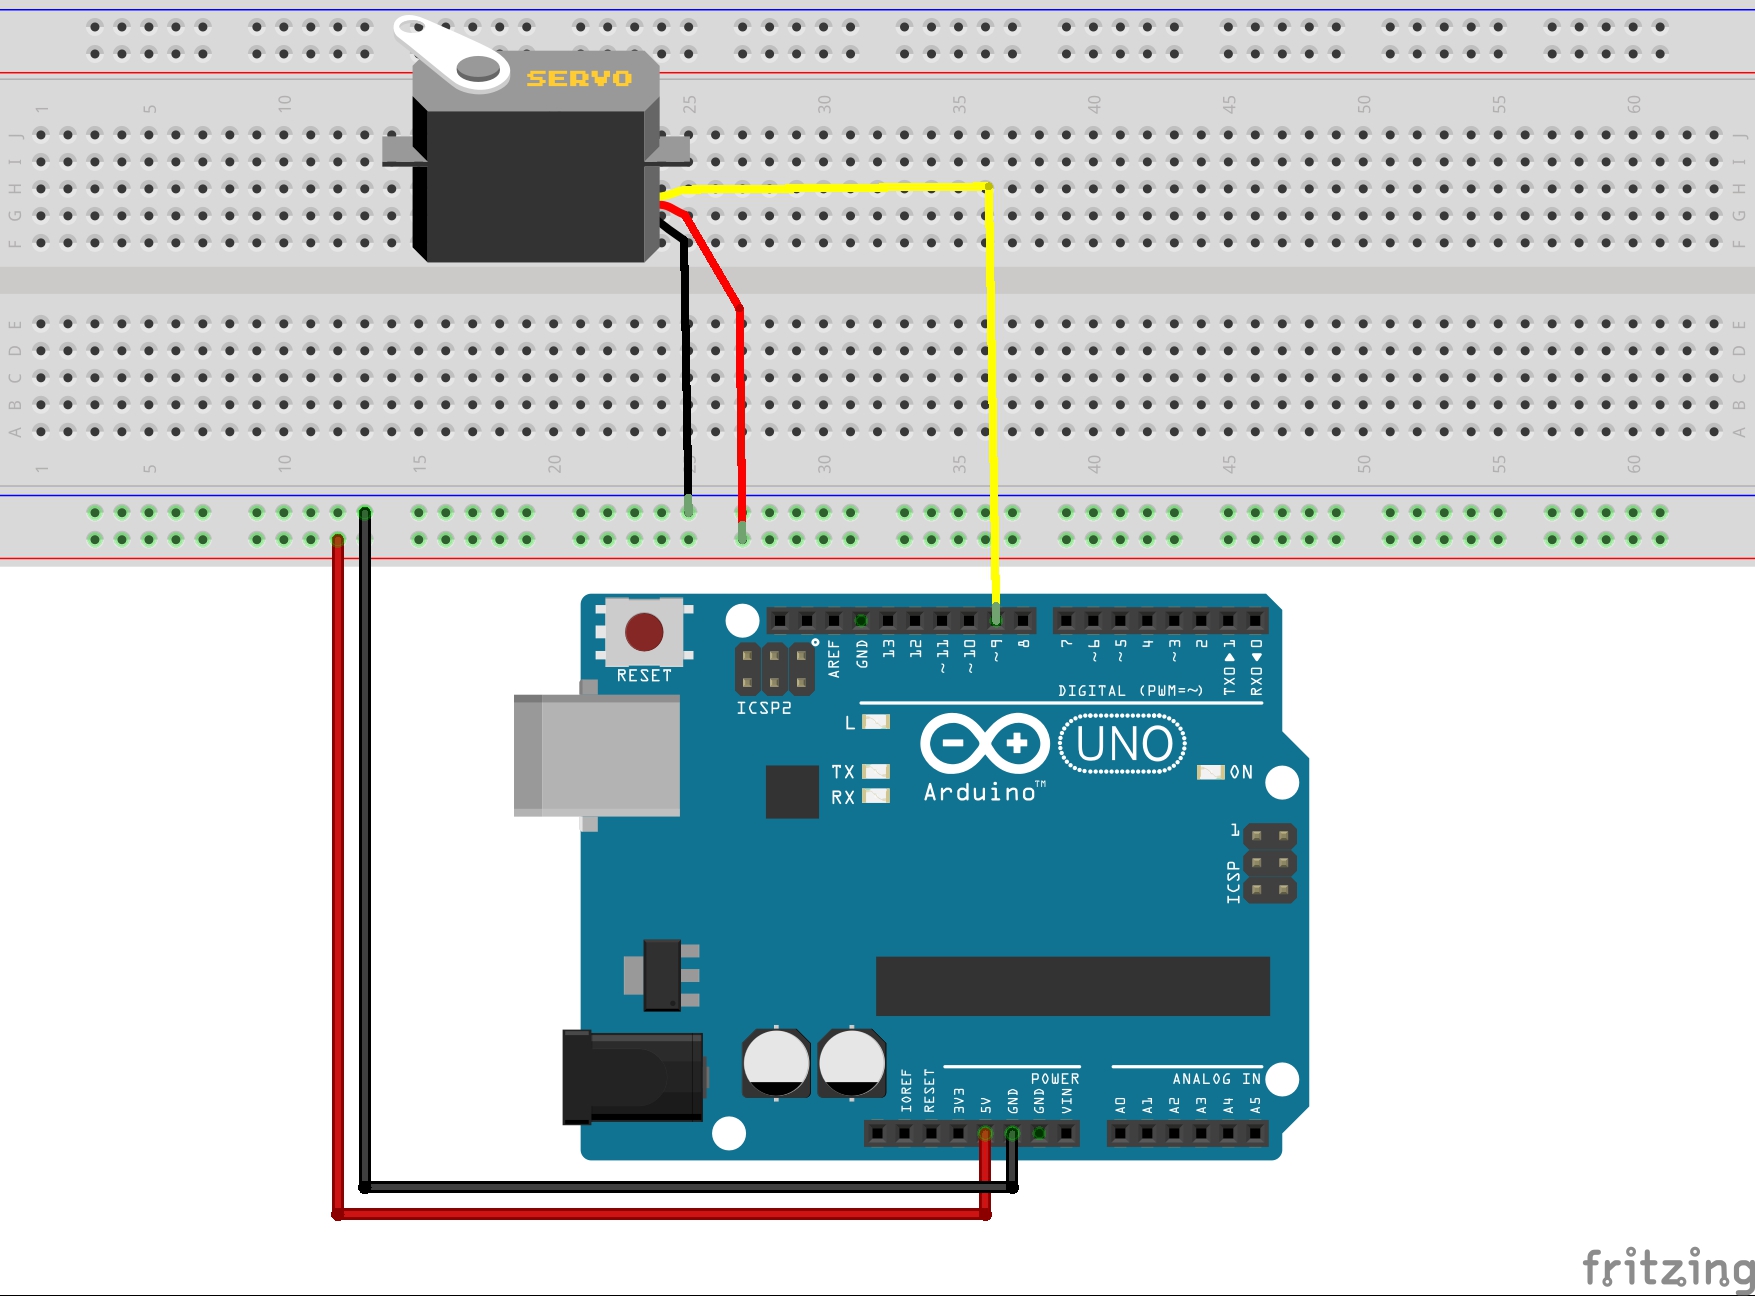 SERVO
1 5 10 25 30 35 40 45 50 55 60
J J
I I
H H
G G
F F
E E
D D
C C
B B
A A
1 5 10 15 20 30 35 40 45 50 55 60
RESET
AREF GND 13 12 ~11 ~10 ~9 8 7 ~6 ~5 4 ~3 2 TX0▶1 RX0◀0
DIGITAL (PWM=~)
ICSP2
L
TX
RX
UNO
Arduino™
ON
1
ICSP
IOREF RESET 3V3 5V GND GND VIN
POWER
ANALOG IN
A0 A1 A2 A3 A4 A5
fritzing